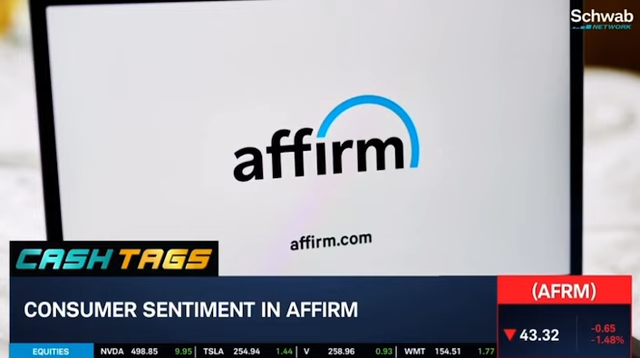 Schwab
NETWORK
affirm
affirm.com
CASH TAGS
CONSUMER SENTIMENT IN AFFIRM
(AFRM)
▼ 43.32
-0.65
-1.48%
EQUITIES NVDA 498.85 9.95 TSLA 254.94 1.44 V 258.96 0.93 WMT 154.51 1.77